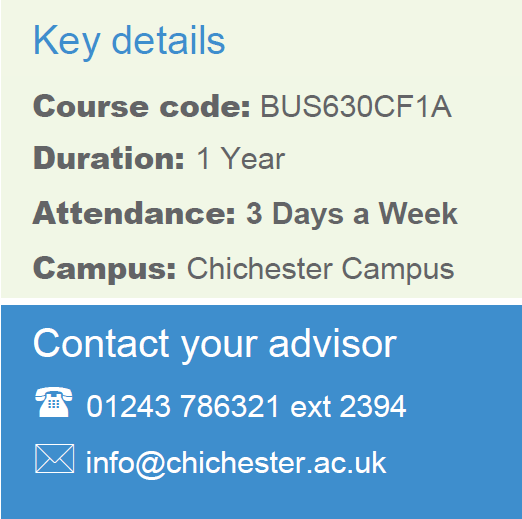 Key details
Course code: BUS630CF1A
Duration: 1 Year
Attendance: 3 Days a Week
Campus: Chichester Campus
Contact your advisor
01243 786321 ext 2394
info@chichester.ac.uk